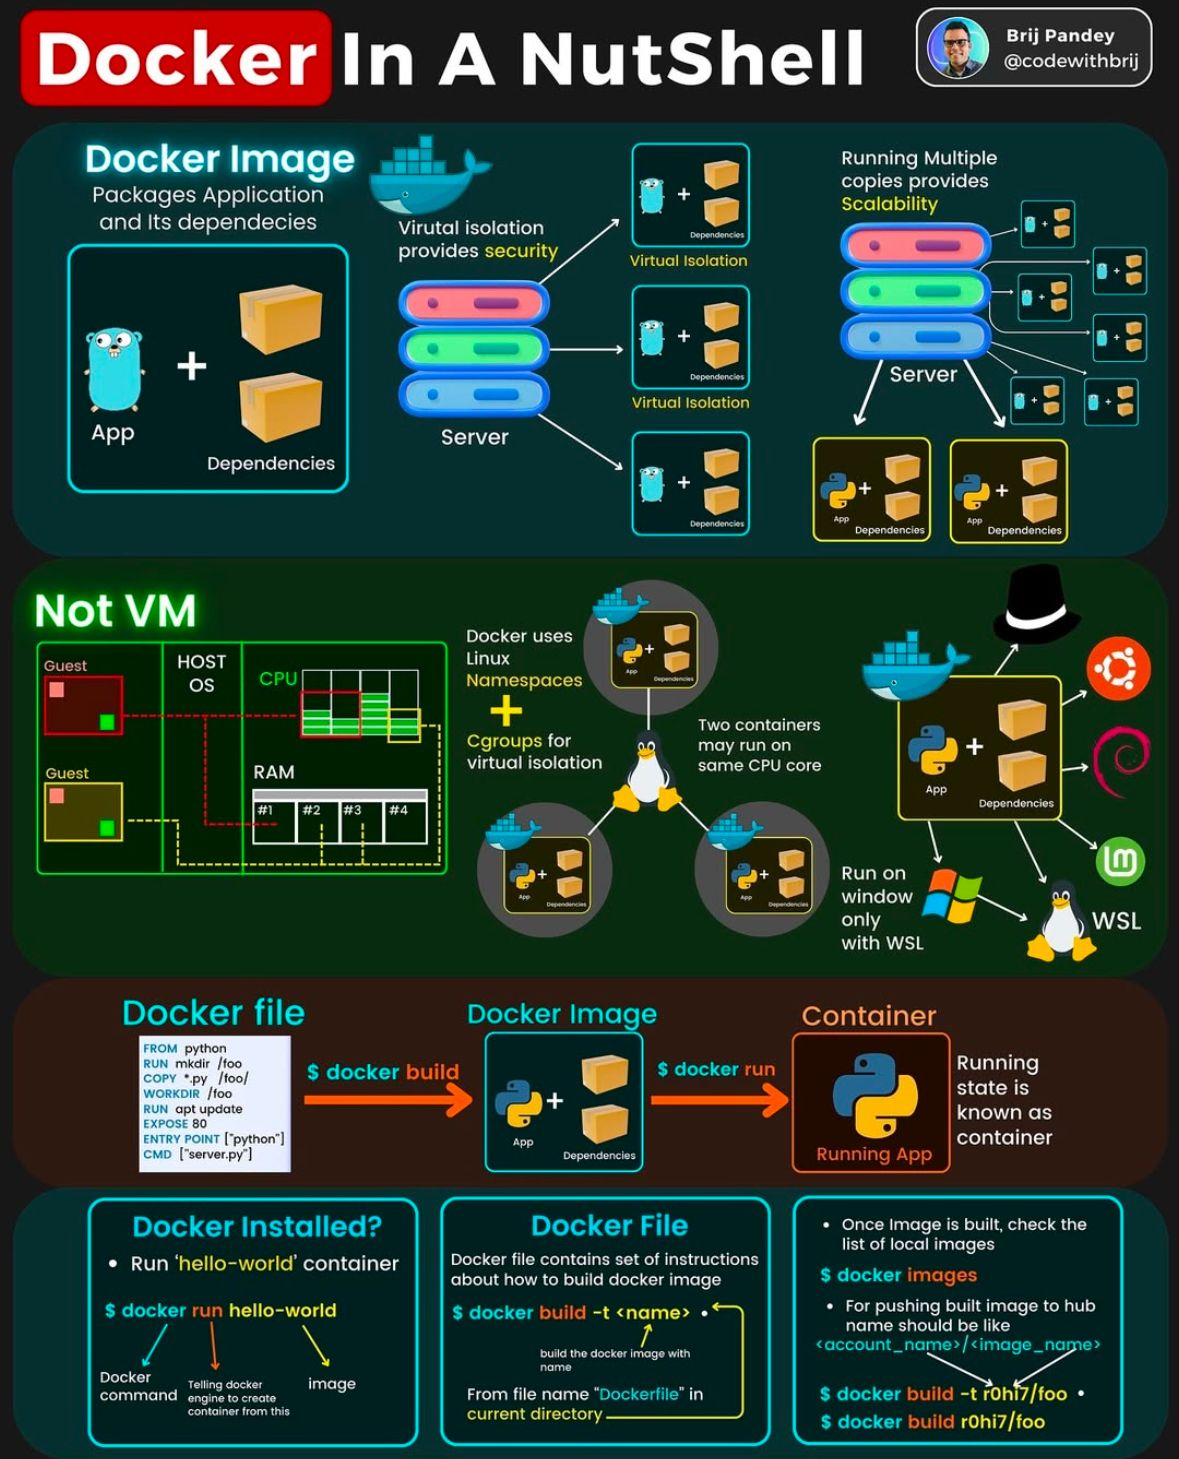 Docker In A NutShell
Brij Pandey
@codewithbrij
Docker Image
Packages Application
and Its dependecies
App
+
Dependencies
Virutal isolation
provides security
Server
+
Dependencies
Virtual Isolation
+
Dependencies
Virtual Isolation
+
Dependencies
Running Multiple
copies provides
Scalability
+
+
+
+
+
+
Server
+
App
Dependencies
+
App
Dependencies
Not VM
Guest
Guest
HOST
OS
CPU
RAM
#1
#2
#3
#4
Docker uses
Linux
Namespaces
+
Cgroups for
virtual isolation
+
App
Dependencies
Two containers
may run on
same CPU core
+
App
Dependencies
+
App
Dependencies
+
App
Dependencies
lm
Run on
window
only
with WSL
WSL
Docker file
FROM python
RUN mkdir /foo
COPY *.py /foo/
WORKDIR /foo
RUN apt update
EXPOSE 80
ENTRY POINT ["python"]
CMD ["server.py"]
$ docker build
Docker Image
+
App
Dependencies
$ docker run
Container
Running App
Running
state is
known as
container
Docker Installed?
• Run 'hello-world' container
$ docker run hello-world
Docker
command
Telling docker
engine to create
container from this
image
Docker File
Docker file contains set of instructions
about how to build docker image
$ docker build -t <name> •
build the docker image with
name
From file name "Dockerfile" in
current directory
• Once Image is built, check the
list of local images
$ docker images
• For pushing built image to hub
name should be like
<account_name>/<image_name>
$ docker build -t r0hi7/foo •
$ docker build r0hi7/foo